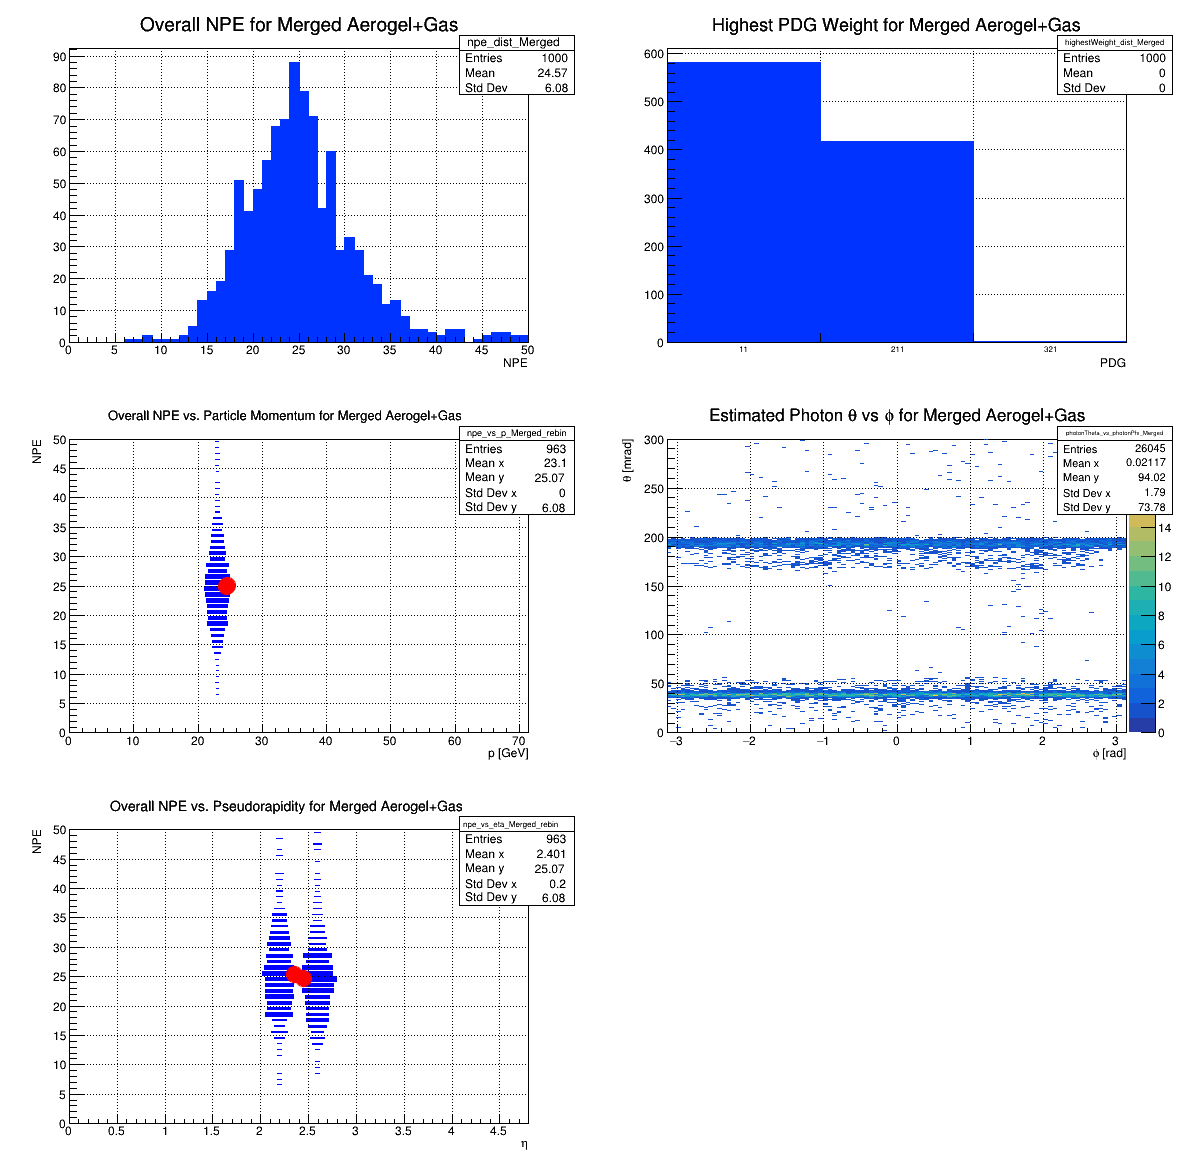 Overall NPE for Merged Aerogel+Gas
npe_dist_Merged
Entries 1000
Mean 24.57
Std Dev 6.08
90
80
70
60
50
40
30
20
10
0
0 5 10 15 20 25 30 35 40 45 50
NPE
Highest PDG Weight for Merged Aerogel+Gas
highestWeight_dist_Merged
Entries 1000
Mean 0
Std Dev 0
600
500
400
300
200
100
0
11 211 321
PDG
Overall NPE vs. Particle Momentum for Merged Aerogel+Gas
npe_vs_p_Merged_rebin
Entries 963
Mean x 23.1
Mean y 25.07
Std Dev x 0
Std Dev y 6.08
NPE
50
45
40
35
30
25
20
15
10
5
0
0 10 20 30 40 50 60 70
p [GeV]
Estimated Photon θ vs ϕ for Merged Aerogel+Gas
photonTheta_vs_photonPhi_Merged
Entries 26045
Mean x 0.02117
Mean y 94.02
Std Dev x 1.79
Std Dev y 73.78
θ [mrad]
300
250
200
150
100
50
0
−3 −2 −1 0 1 2 3
ϕ [rad]
14
12
10
8
6
4
2
0
Overall NPE vs. Pseudorapidity for Merged Aerogel+Gas
npe_vs_eta_Merged_rebin
Entries 963
Mean x 2.401
Mean y 25.07
Std Dev x 0.2
Std Dev y 6.08
NPE
50
45
40
35
30
25
20
15
10
5
0
0 0.5 1 1.5 2 2.5 3 3.5 4 4.5
η